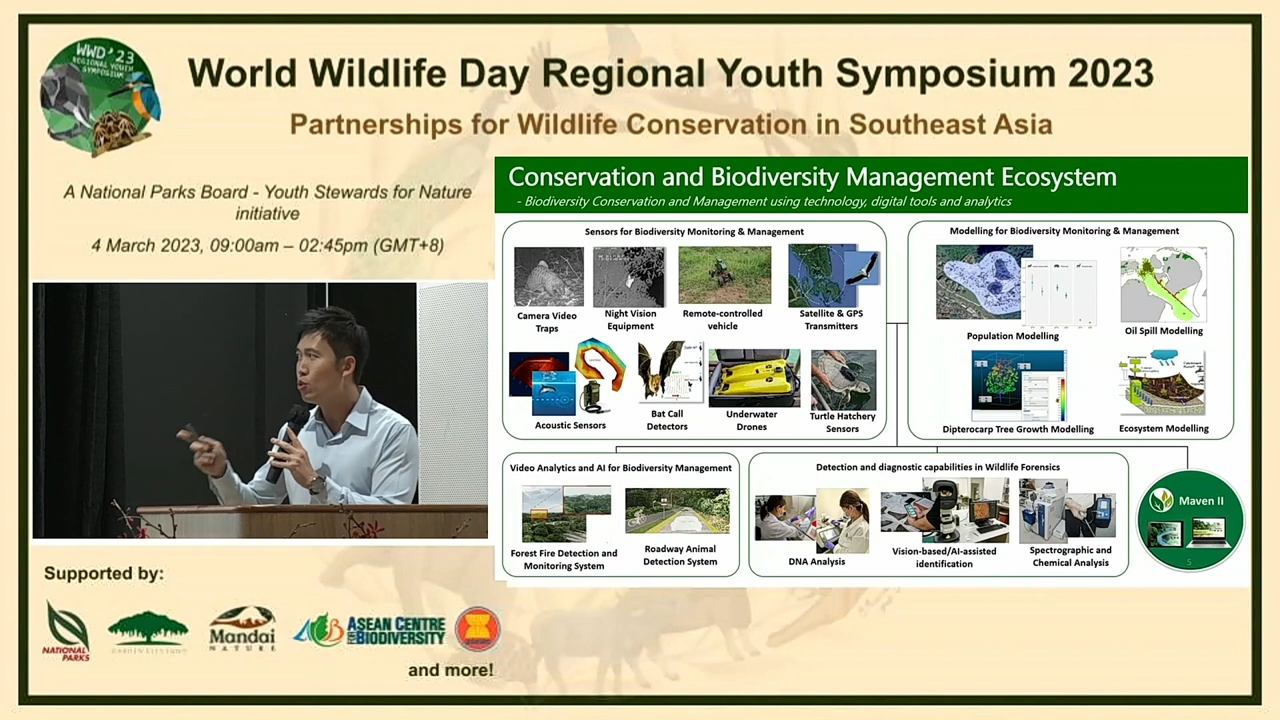 WWD '23
REGIONAL YOUTH
SYMPOSIUM
World Wildlife Day Regional Youth Symposium 2023
Partnerships for Wildlife Conservation in Southeast Asia
A National Parks Board - Youth Stewards for Nature
initiative
4 March 2023, 09:00am – 02:45pm (GMT+8)
Conservation and Biodiversity Management Ecosystem
- Biodiversity Conservation and Management using technology, digital tools and analytics
Sensors for Biodiversity Monitoring & Management
Camera Video
Traps
Night Vision
Equipment
Remote-controlled
vehicle
Satellite & GPS
Transmitters
Acoustic Sensors
Bat Call
Detectors
Underwater
Drones
Turtle Hatchery
Sensors
Modelling for Biodiversity Monitoring & Management
Population Modelling
Oil Spill Modelling
Dipterocarp Tree Growth Modelling
Ecosystem Modelling
Video Analytics and AI for Biodiversity Management
Forest Fire Detection and
Monitoring System
Roadway Animal
Detection System
Detection and diagnostic capabilities in Wildlife Forensics
DNA Analysis
Vision-based/AI-assisted
identification
Spectrographic and
Chemical Analysis
Maven II
5
Supported by:
NATIONAL
PARKS
GARDEN CITY FUND
Mandai
NATURE
ASEAN CENTRE
FOR BIODIVERSITY
asean
and more!